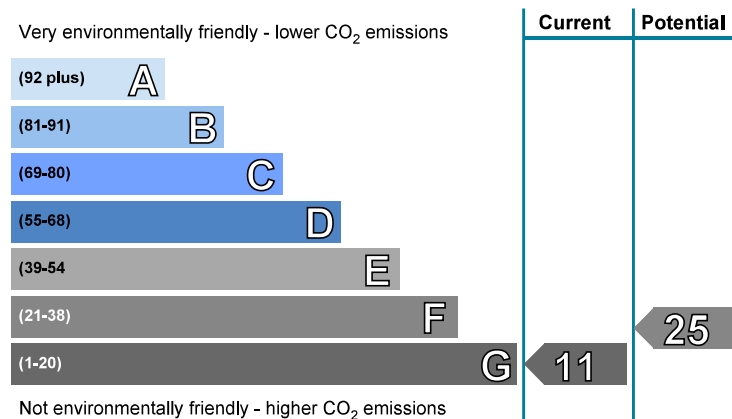 Very environmentally friendly - lower CO2 emissions
Current
Potential
(92 plus) A
(81-91) B
(69-80) C
(55-68) D
(39-54 E
(21-38) F
25
(1-20) G
11
Not environmentally friendly - higher CO2 emissions